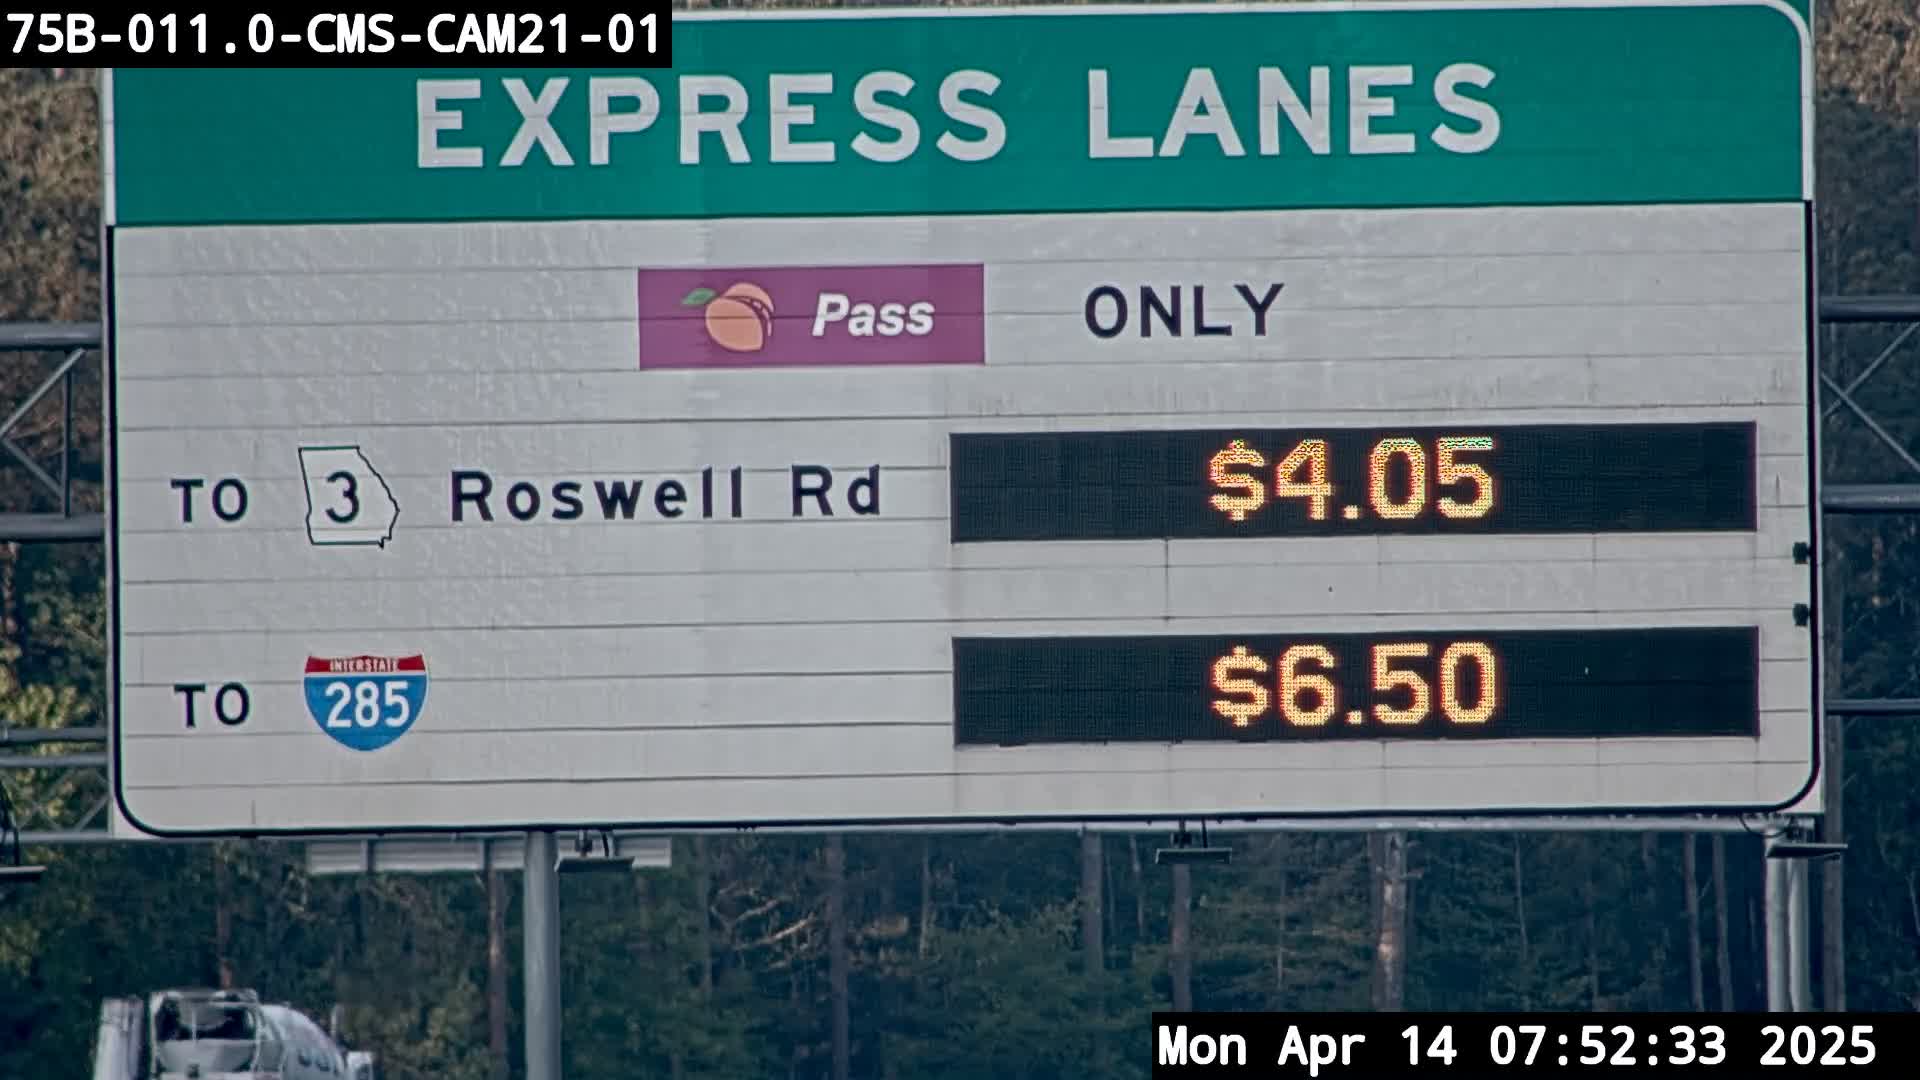 75B-011.0-CMS-CAM21-01
EXPRESS LANES
Pass ONLY
TO 3 Roswell Rd $4.05
TO INTERSTATE 285 $6.50
Mon Apr 14 07:52:33 2025